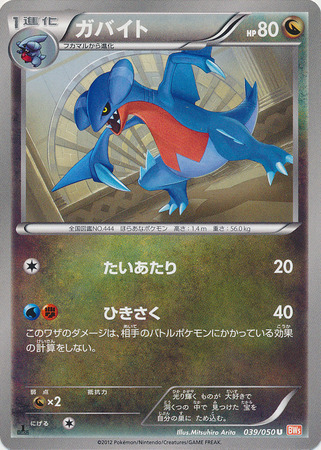 1進化
ガバイト
HP80
フカマルから進化
全国図鑑NO.444 ほらあなポケモン 高さ:1.4m 重さ:56.0kg
たいあたり 20
ひきさく 40
このワザのダメージは、相手のバトルポケモンにかかっている効果の計算をしない。
弱点 抵抗力
×2
にげる
光り輝くものが大好きで
洞くつの中で見つけた宝を
自分の巣にため込む。
Illus.Mitsuhiro Arita 039/050 U BW5
©2012 Pokémon/Nintendo/Creatures/GAME FREAK.